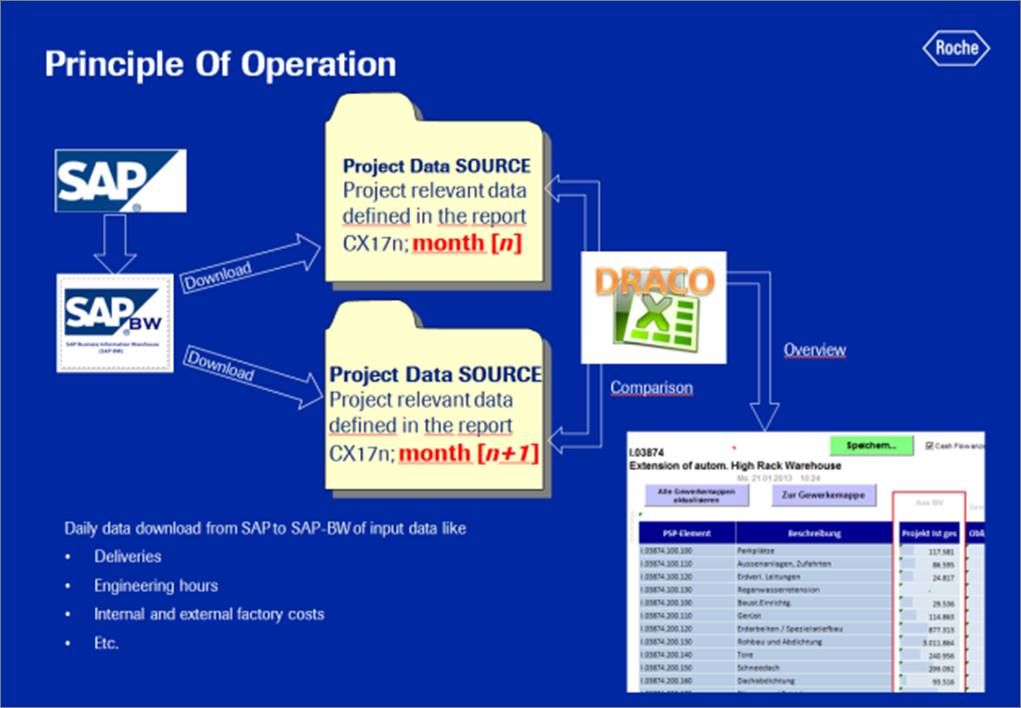 Principle Of Operation
Roche
SAP
®
SAP BW
SAP Business Information Warehouse
(SAP BW)
Download
Download
Project Data SOURCE
Project relevant data
defined in the report
CX17n; month [n]
Project Data SOURCE
Project relevant data
defined in the report
CX17n; month [n+1]
DRACO
X
Comparison
Overview
Daily data download from SAP to SAP-BW of input data like
• Deliveries
• Engineering hours
• Internal and external factory costs
• Etc.
I.03874
Speichern...
Cash Flow
Extension of autom. High Rack Warehouse
Mo. 21.01.2013 10:24
Alle Gewerkemappen
aktualisieren
Zur Gewerkemappe
Aus BW
PSP-Element Beschreibung Projekt Ist ges Obli
I.03874.100.100 Parkplätze 117.581
I.03874.100.110 Aussenanlagen, Zufahrten 86.595
I.03874.100.120 Erdverl. Leitungen 24.817
I.03874.100.130 Regenwasserretension -
I.03874.200.100 Baust.Einrichtg. 29.506
I.03874.200.110 Gerüst 114.865
I.03874.200.120 Erdarbeiten / Spezialtiefbau 877.313
I.03874.200.130 Rohbau und Abdichtung 3.011.864
I.03874.200.140 Tore 240.956
I.03874.200.150 Schneedach 299.092
I.03874.200.160 Dachabdichtung 93.516